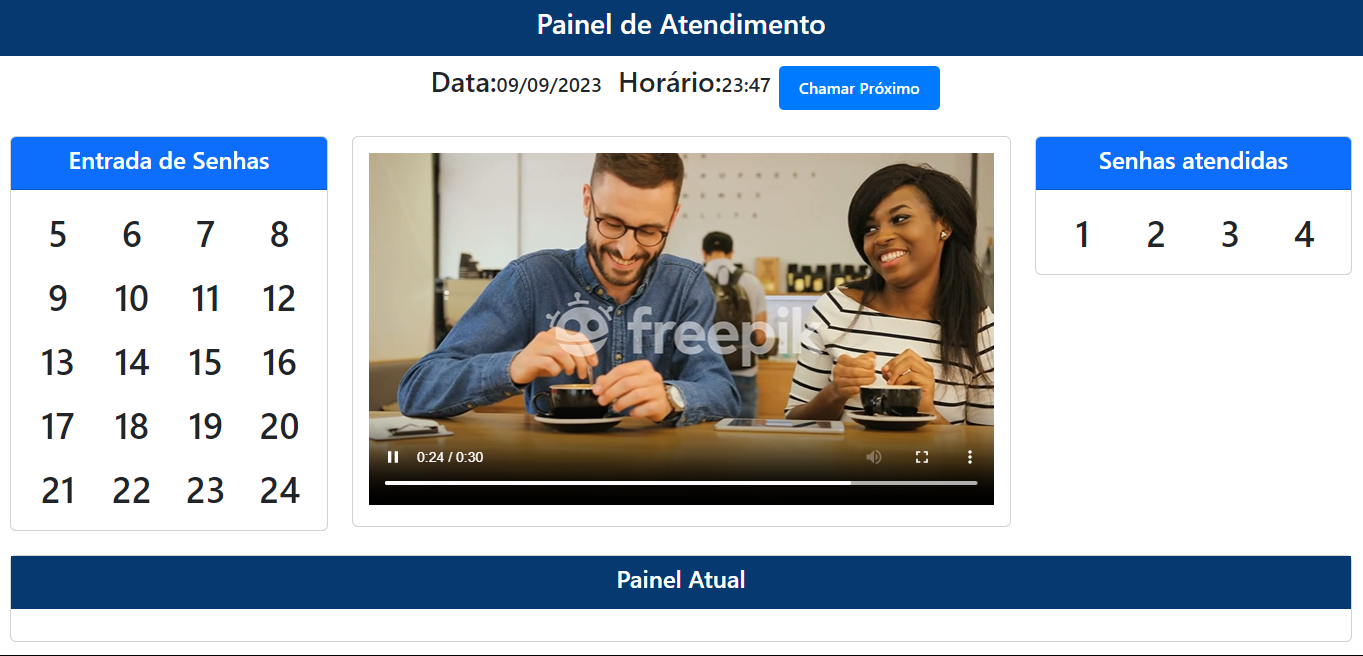 Painel de Atendimento
Data:09/09/2023 Horário:23:47 Chamar Próximo
Entrada de Senhas
5 6 7 8
9 10 11 12
13 14 15 16
17 18 19 20
21 22 23 24
freepik
0:24 / 0:30
Senhas atendidas
1 2 3 4
Painel Atual